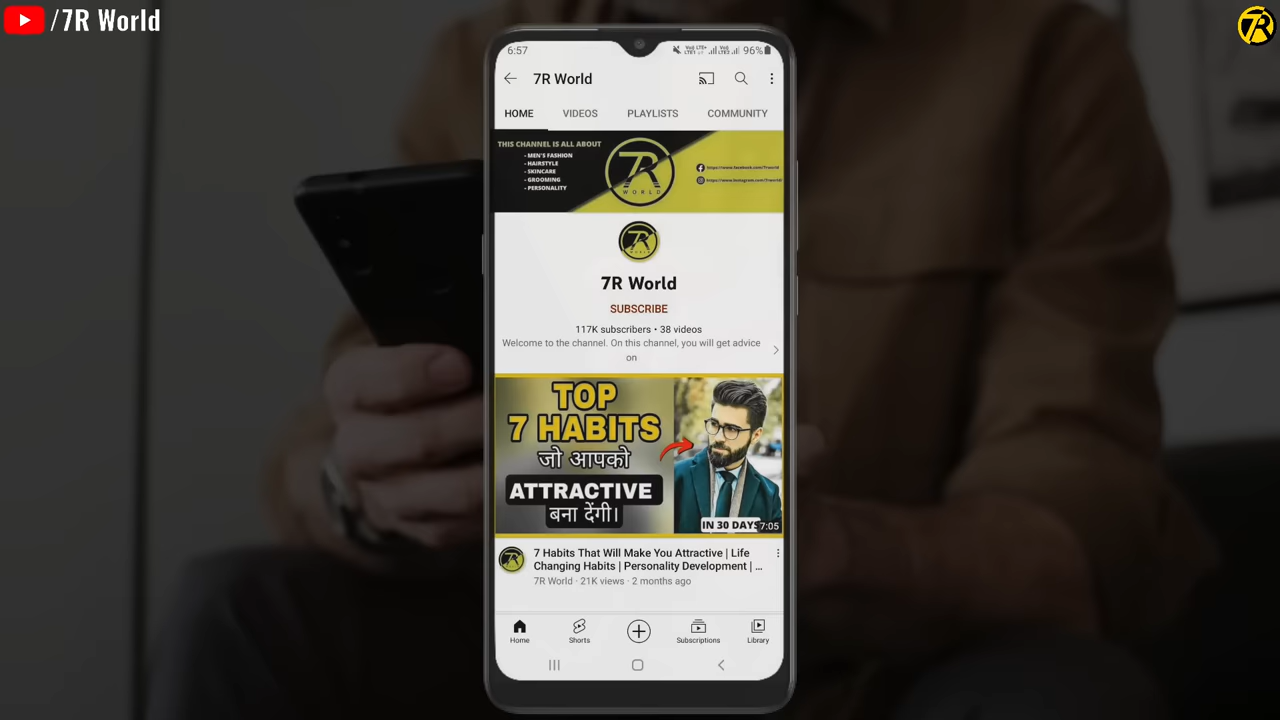 /7R World
7R
6:57
96%
7R World
HOME
VIDEOS
PLAYLISTS
COMMUNITY
THIS CHANNEL IS ALL ABOUT
- MEN'S FASHION
- HAIRSTYLE
- SKINCARE
- GROOMING
- PERSONALITY
7R
WORLD
7R World
SUBSCRIBE
117K subscribers • 38 videos
Welcome to the channel. On this channel, you will get advice
on
TOP
7 HABITS
जो आपको
ATTRACTIVE
बना देंगी।
IN 30 DAYS
7:05
7 Habits That Will Make You Attractive | Life
Changing Habits | Personality Development | ...
7R World · 21K views · 2 months ago
Home
Shorts
Subscriptions
Library